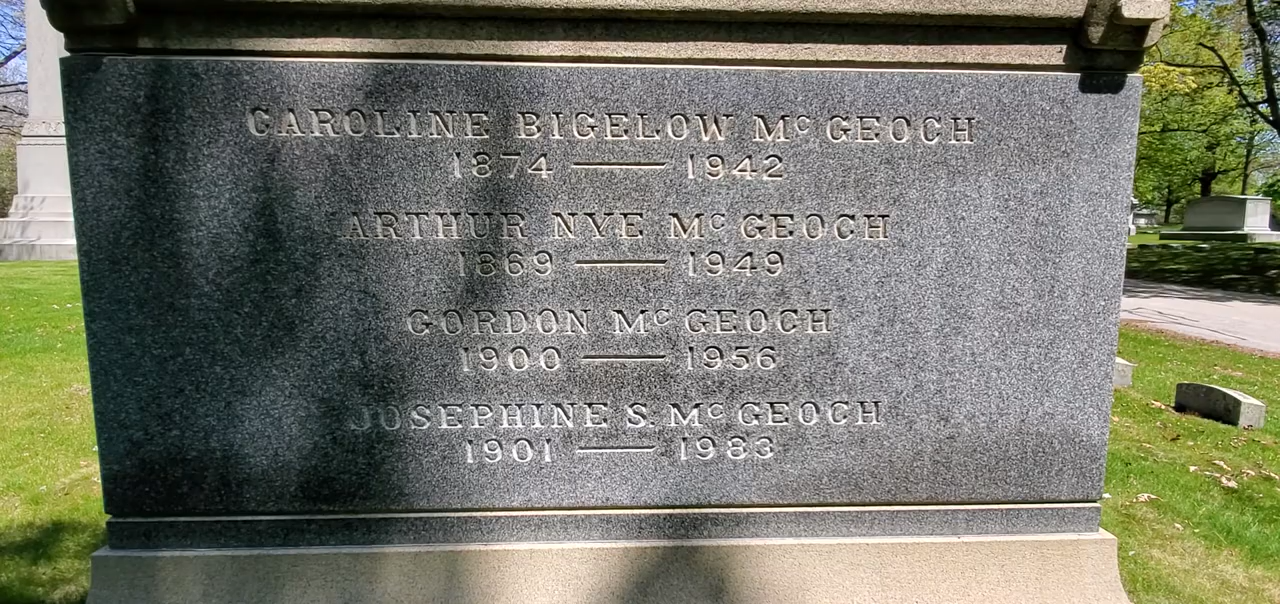 CAROLINE BIGELOW Mc GEOCH
1874 — 1942
ARTHUR NYE Mc GEOCH
1869 — 1949
GORDON Mc GEOCH
1900 — 1956
JOSEPHINE S. Mc GEOCH
1901 — 1983